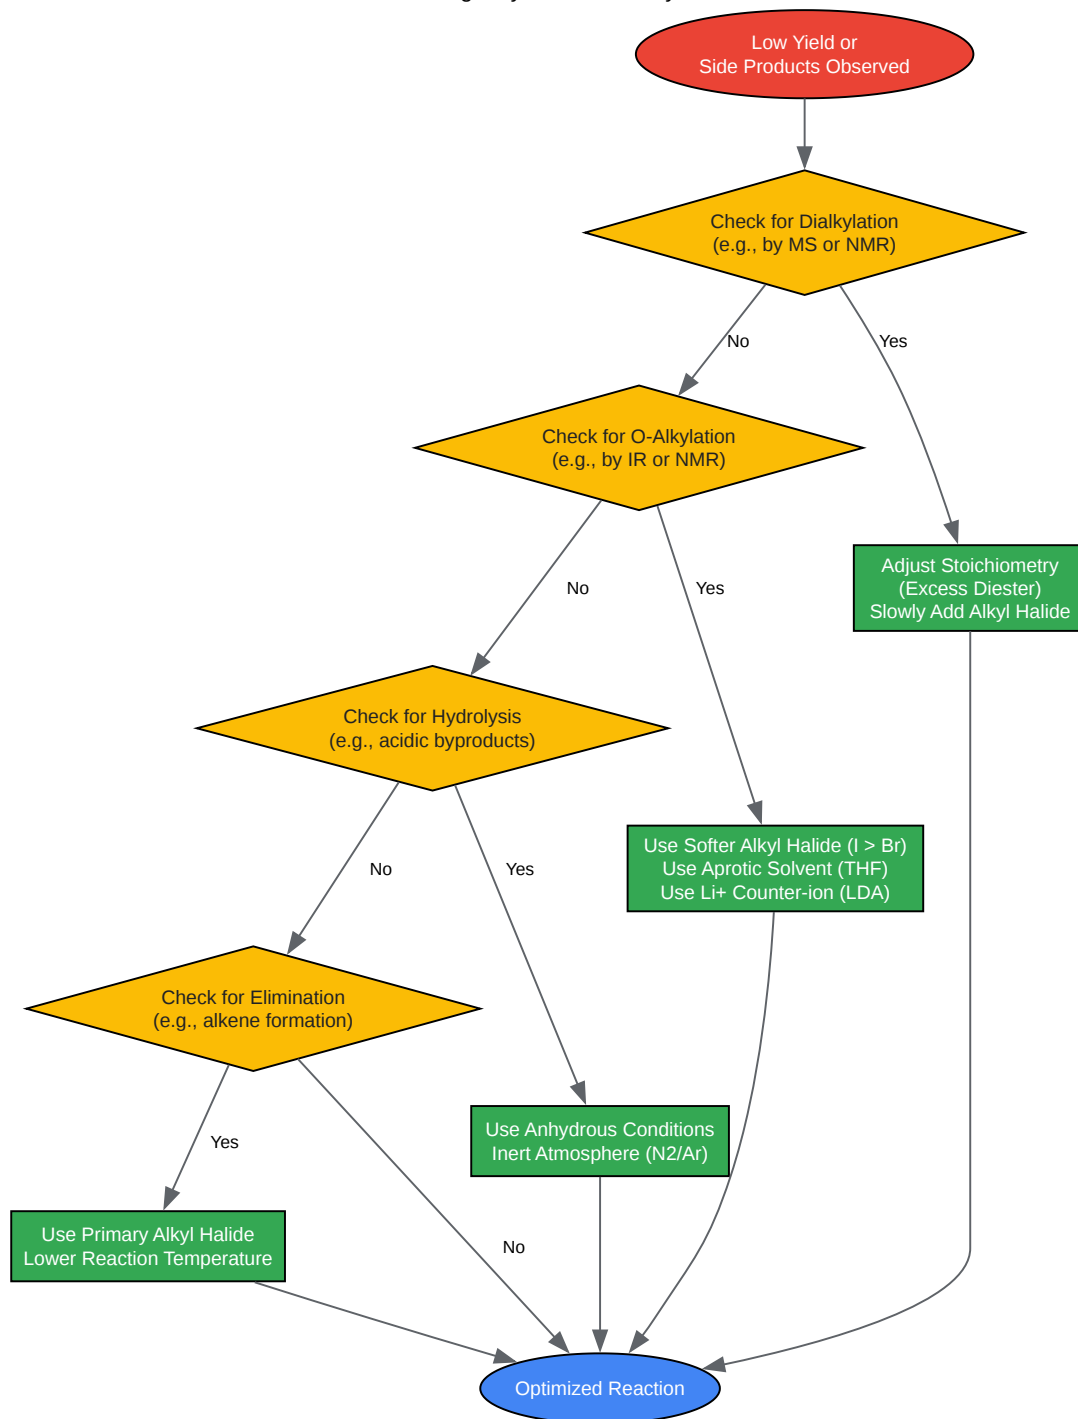 Low Yield or
Side Products Observed
Check for Dialkylation
(e.g., by MS or NMR)
No
Yes
Check for O-Alkylation
(e.g., by IR or NMR)
Adjust Stoichiometry
(Excess Diester)
Slowly Add Alkyl Halide
No
Yes
Check for Hydrolysis
(e.g., acidic byproducts)
Use Softer Alkyl Halide (I > Br)
Use Aprotic Solvent (THF)
Use Li+ Counter-ion (LDA)
No
Yes
Check for Elimination
(e.g., alkene formation)
Use Anhydrous Conditions
Inert Atmosphere (N2/Ar)
Yes
Use Primary Alkyl Halide
Lower Reaction Temperature
No
Optimized Reaction